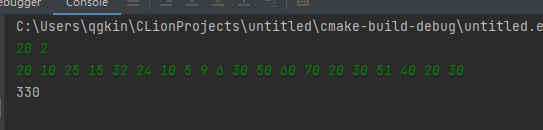 debugger Console
C:\Users\qgkin\CLionProjects\untitled\cmake-build-debug\untitled.e
20 2
20 10 25 15 32 24 10 5 9 6 30 50 60 70 20 30 51 40 20 30
330